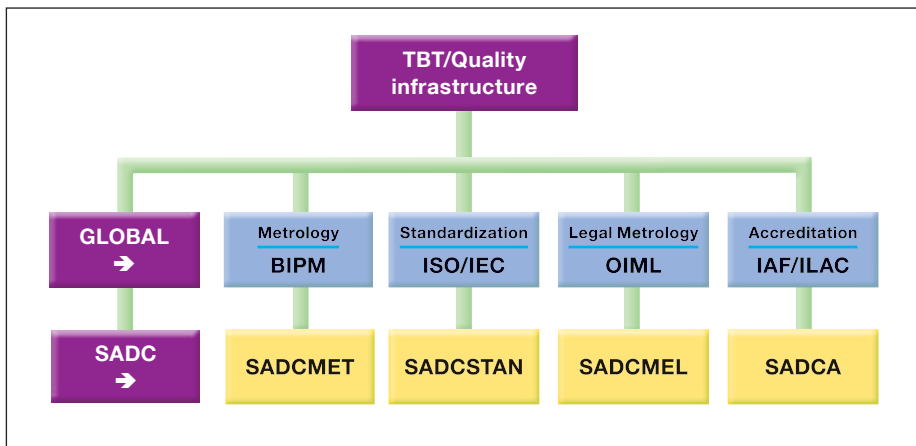 TBT/Quality
infrastructure
GLOBAL
➔
Metrology
BIPM
Standardization
ISO/IEC
Legal Metrology
OIML
Accreditation
IAF/ILAC
SADC
➔
SADCMET
SADCSTAN
SADCMEL
SADCA